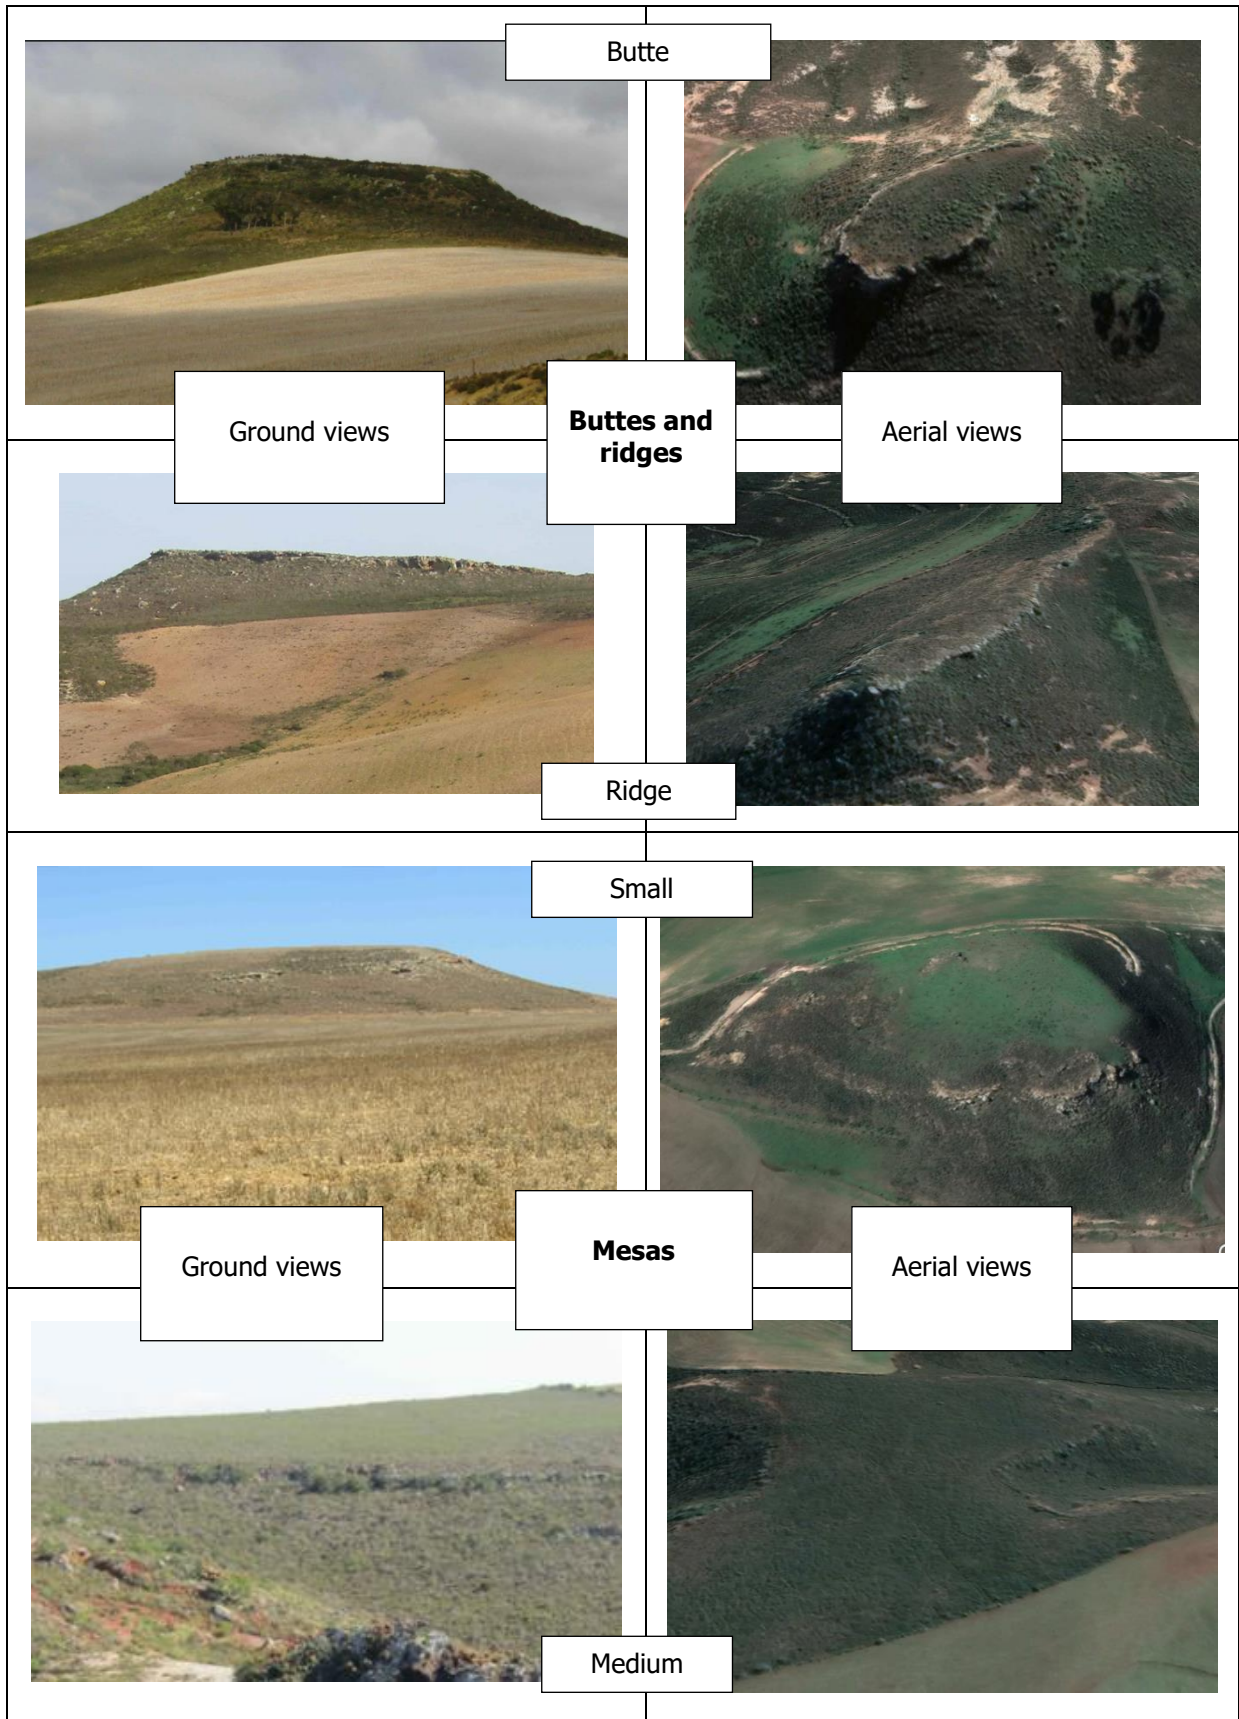 Butte
Ground views
Buttes and
ridges
Aerial views
Ridge
Small
Ground views
Mesas
Aerial views
Medium